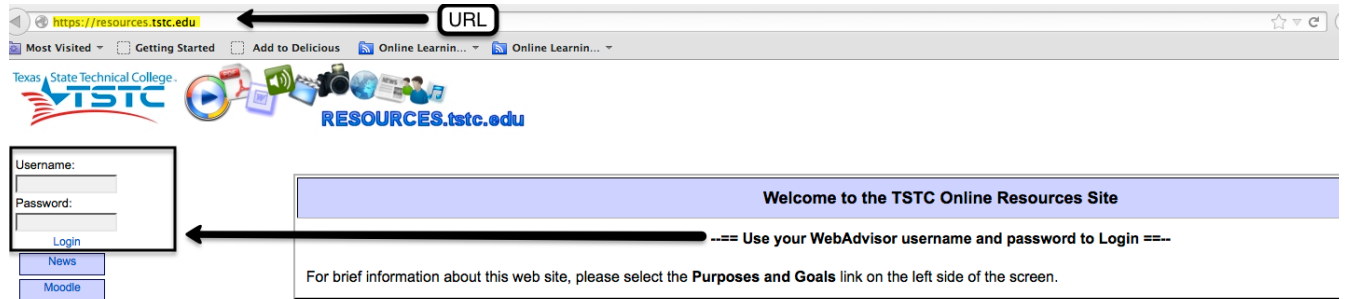 https://resources.tstc.edu
URL
Most Visited Getting Started Add to Delicious Online Learnin... Online Learnin...
Texas State Technical College.
TSTC
RESOURCES.tstc.edu
Username:
Password:
Login
News
Moodle
Welcome to the TSTC Online Resources Site
--== Use your WebAdvisor username and password to Login ==--
For brief information about this web site, please select the Purposes and Goals link on the left side of the screen.